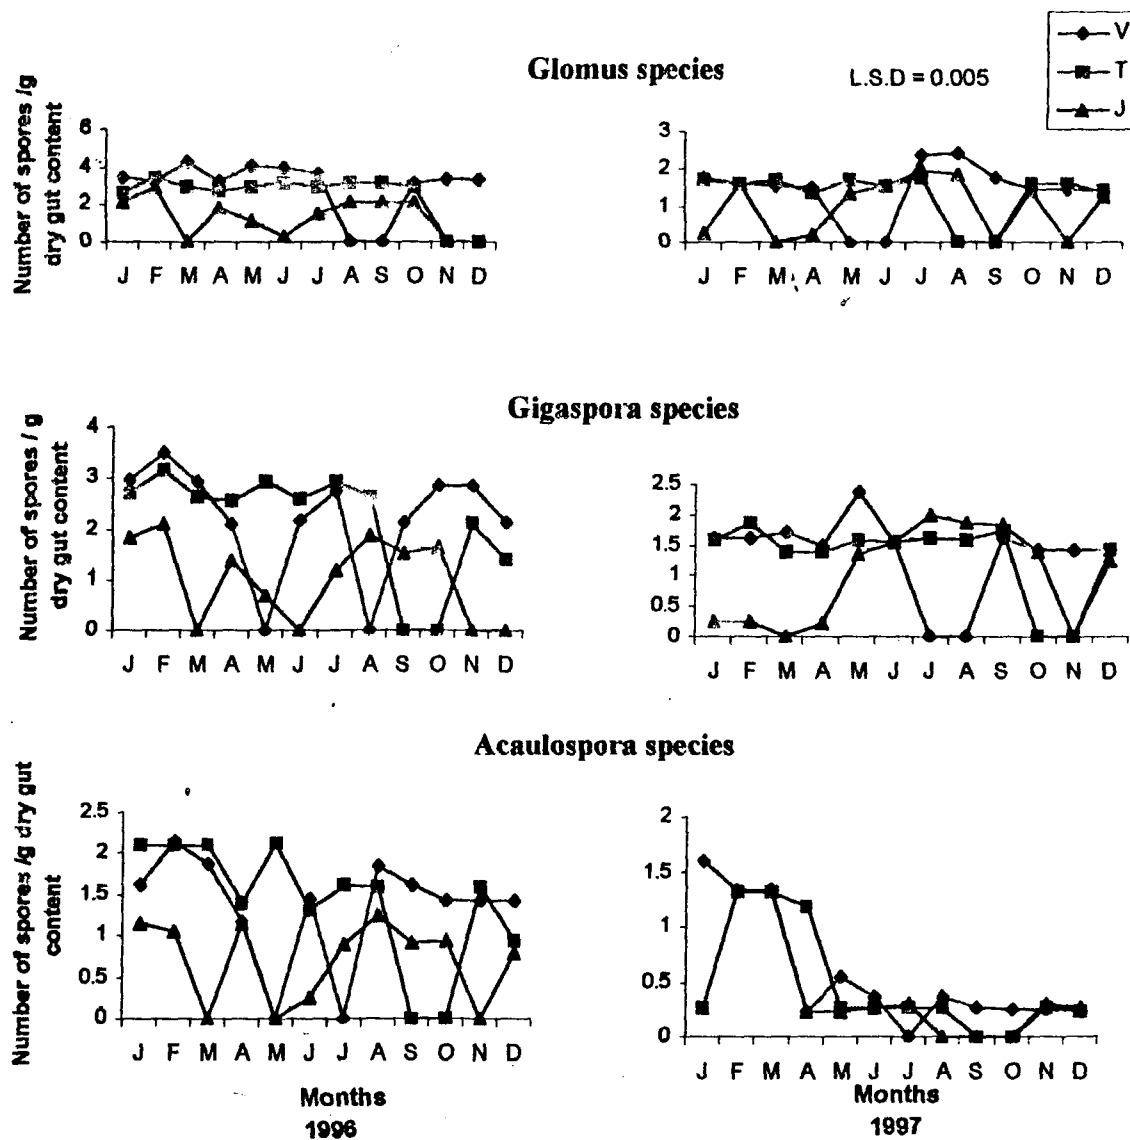 V
T
J
Glomus species
L.S.D = 0.005
Number of spores /g
dry gut content
6
4
2
0
J F M A M J J A S O N D
3
2
1
0
J F M A M J J A S O N D
Gigaspora species
Number of spores / g
dry gut content
4
3
2
1
0
J F M A M J J A S O N D
2.5
2
1.5
1
0.5
0
J F M A M J J A S O N D
Acaulospora species
Number of spores /g dry gut
content
2.5
2
1.5
1
0.5
0
J F M A M J J A S O N D
Months
1996
2
1.5
1
0.5
0
J F M A M J J A S O N D
Months
1997